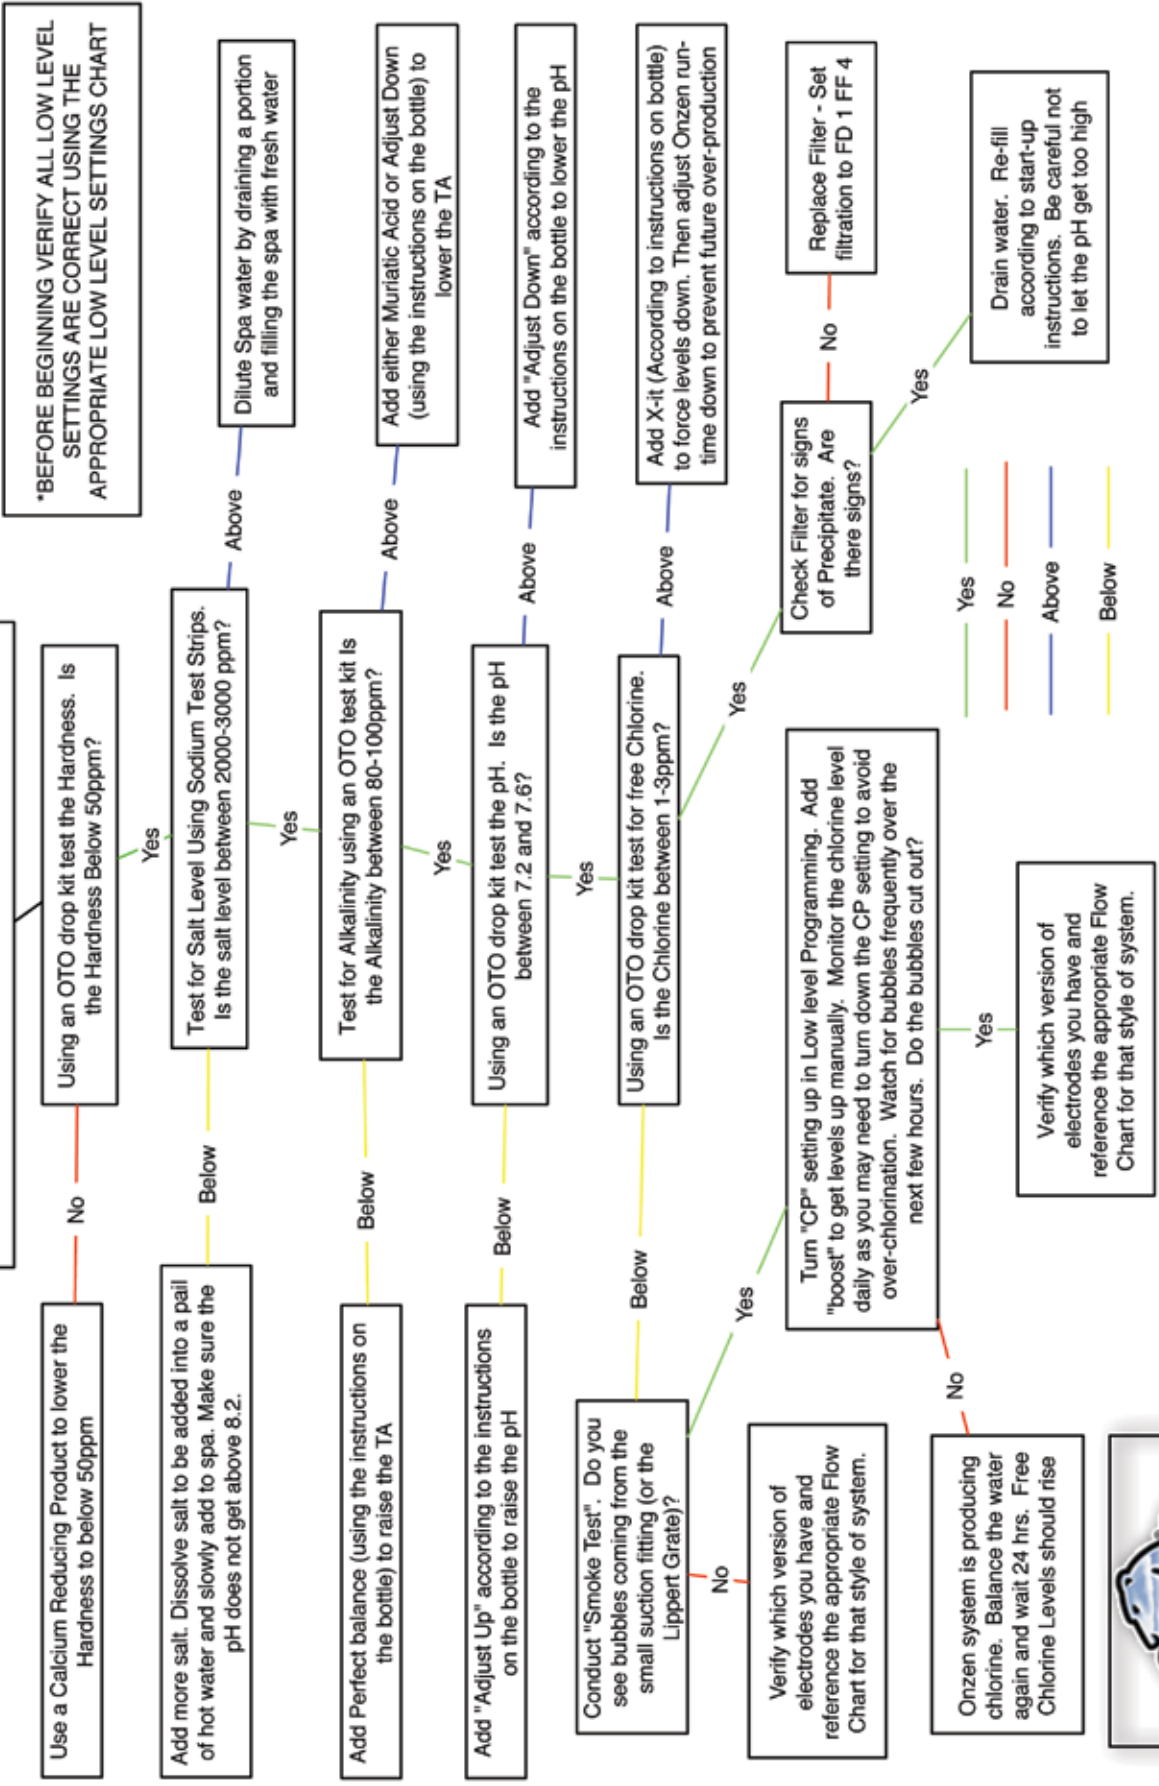 *BEFORE BEGINNING VERIFY ALL LOW LEVEL
SETTINGS ARE CORRECT USING THE
APPROPRIATE LOW LEVEL SETTINGS CHART
Using an OTO drop kit test the Hardness. Is
the Hardness Below 50ppm?
No
Use a Calcium Reducing Product to lower the
Hardness to below 50ppm
Yes
Test for Salt Level Using Sodium Test Strips.
Is the salt level between 2000-3000 ppm?
Below
Add more salt. Dissolve salt to be added into a pail
of hot water and slowly add to spa. Make sure the
pH does not get above 8.2.
Above
Dilute Spa water by draining a portion
and filling the spa with fresh water
Yes
Test for Alkalinity using an OTO test kit Is
the Alkalinity between 80-100ppm?
Below
Add Perfect balance (using the instructions on
the bottle) to raise the TA
Above
Add either Muriatic Acid or Adjust Down
(using the instructions on the bottle) to
lower the TA
Yes
Using an OTO drop kit test the pH. Is the pH
between 7.2 and 7.6?
Below
Add "Adjust Up" according to the instructions
on the bottle to raise the pH
Above
Add "Adjust Down" according to the
instructions on the bottle to lower the pH
Yes
Using an OTO drop kit test for free Chlorine.
Is the Chlorine between 1-3ppm?
Below
Conduct "Smoke Test". Do you
see bubbles coming from the
small suction fitting (or the
Lippert Grate)?
Above
Add X-it (According to instructions on bottle)
to force levels down. Then adjust Onzen run-
time down to prevent future over-production
No
Verify which version of
electrodes you have and
reference the appropriate Flow
Chart for that style of system.
Yes
Turn "CP" setting up in Low level Programming. Add
"boost" to get levels up manually. Monitor the chlorine level
daily as you may need to turn down the CP setting to avoid
over-chlorination. Watch for bubbles frequently over the
next few hours. Do the bubbles cut out?
No
Onzen system is producing
chlorine. Balance the water
again and wait 24 hrs. Free
Chlorine Levels should rise
Yes
Verify which version of
electrodes you have and
reference the appropriate Flow
Chart for that style of system.
Yes
Check Filter for signs
of Precipitate. Are
there signs?
No
Replace Filter - Set
filtration to FD 1 FF 4
Yes
Drain water. Re-fill
according to start-up
instructions. Be careful not
to let the pH get too high
Yes
No
Above
Below